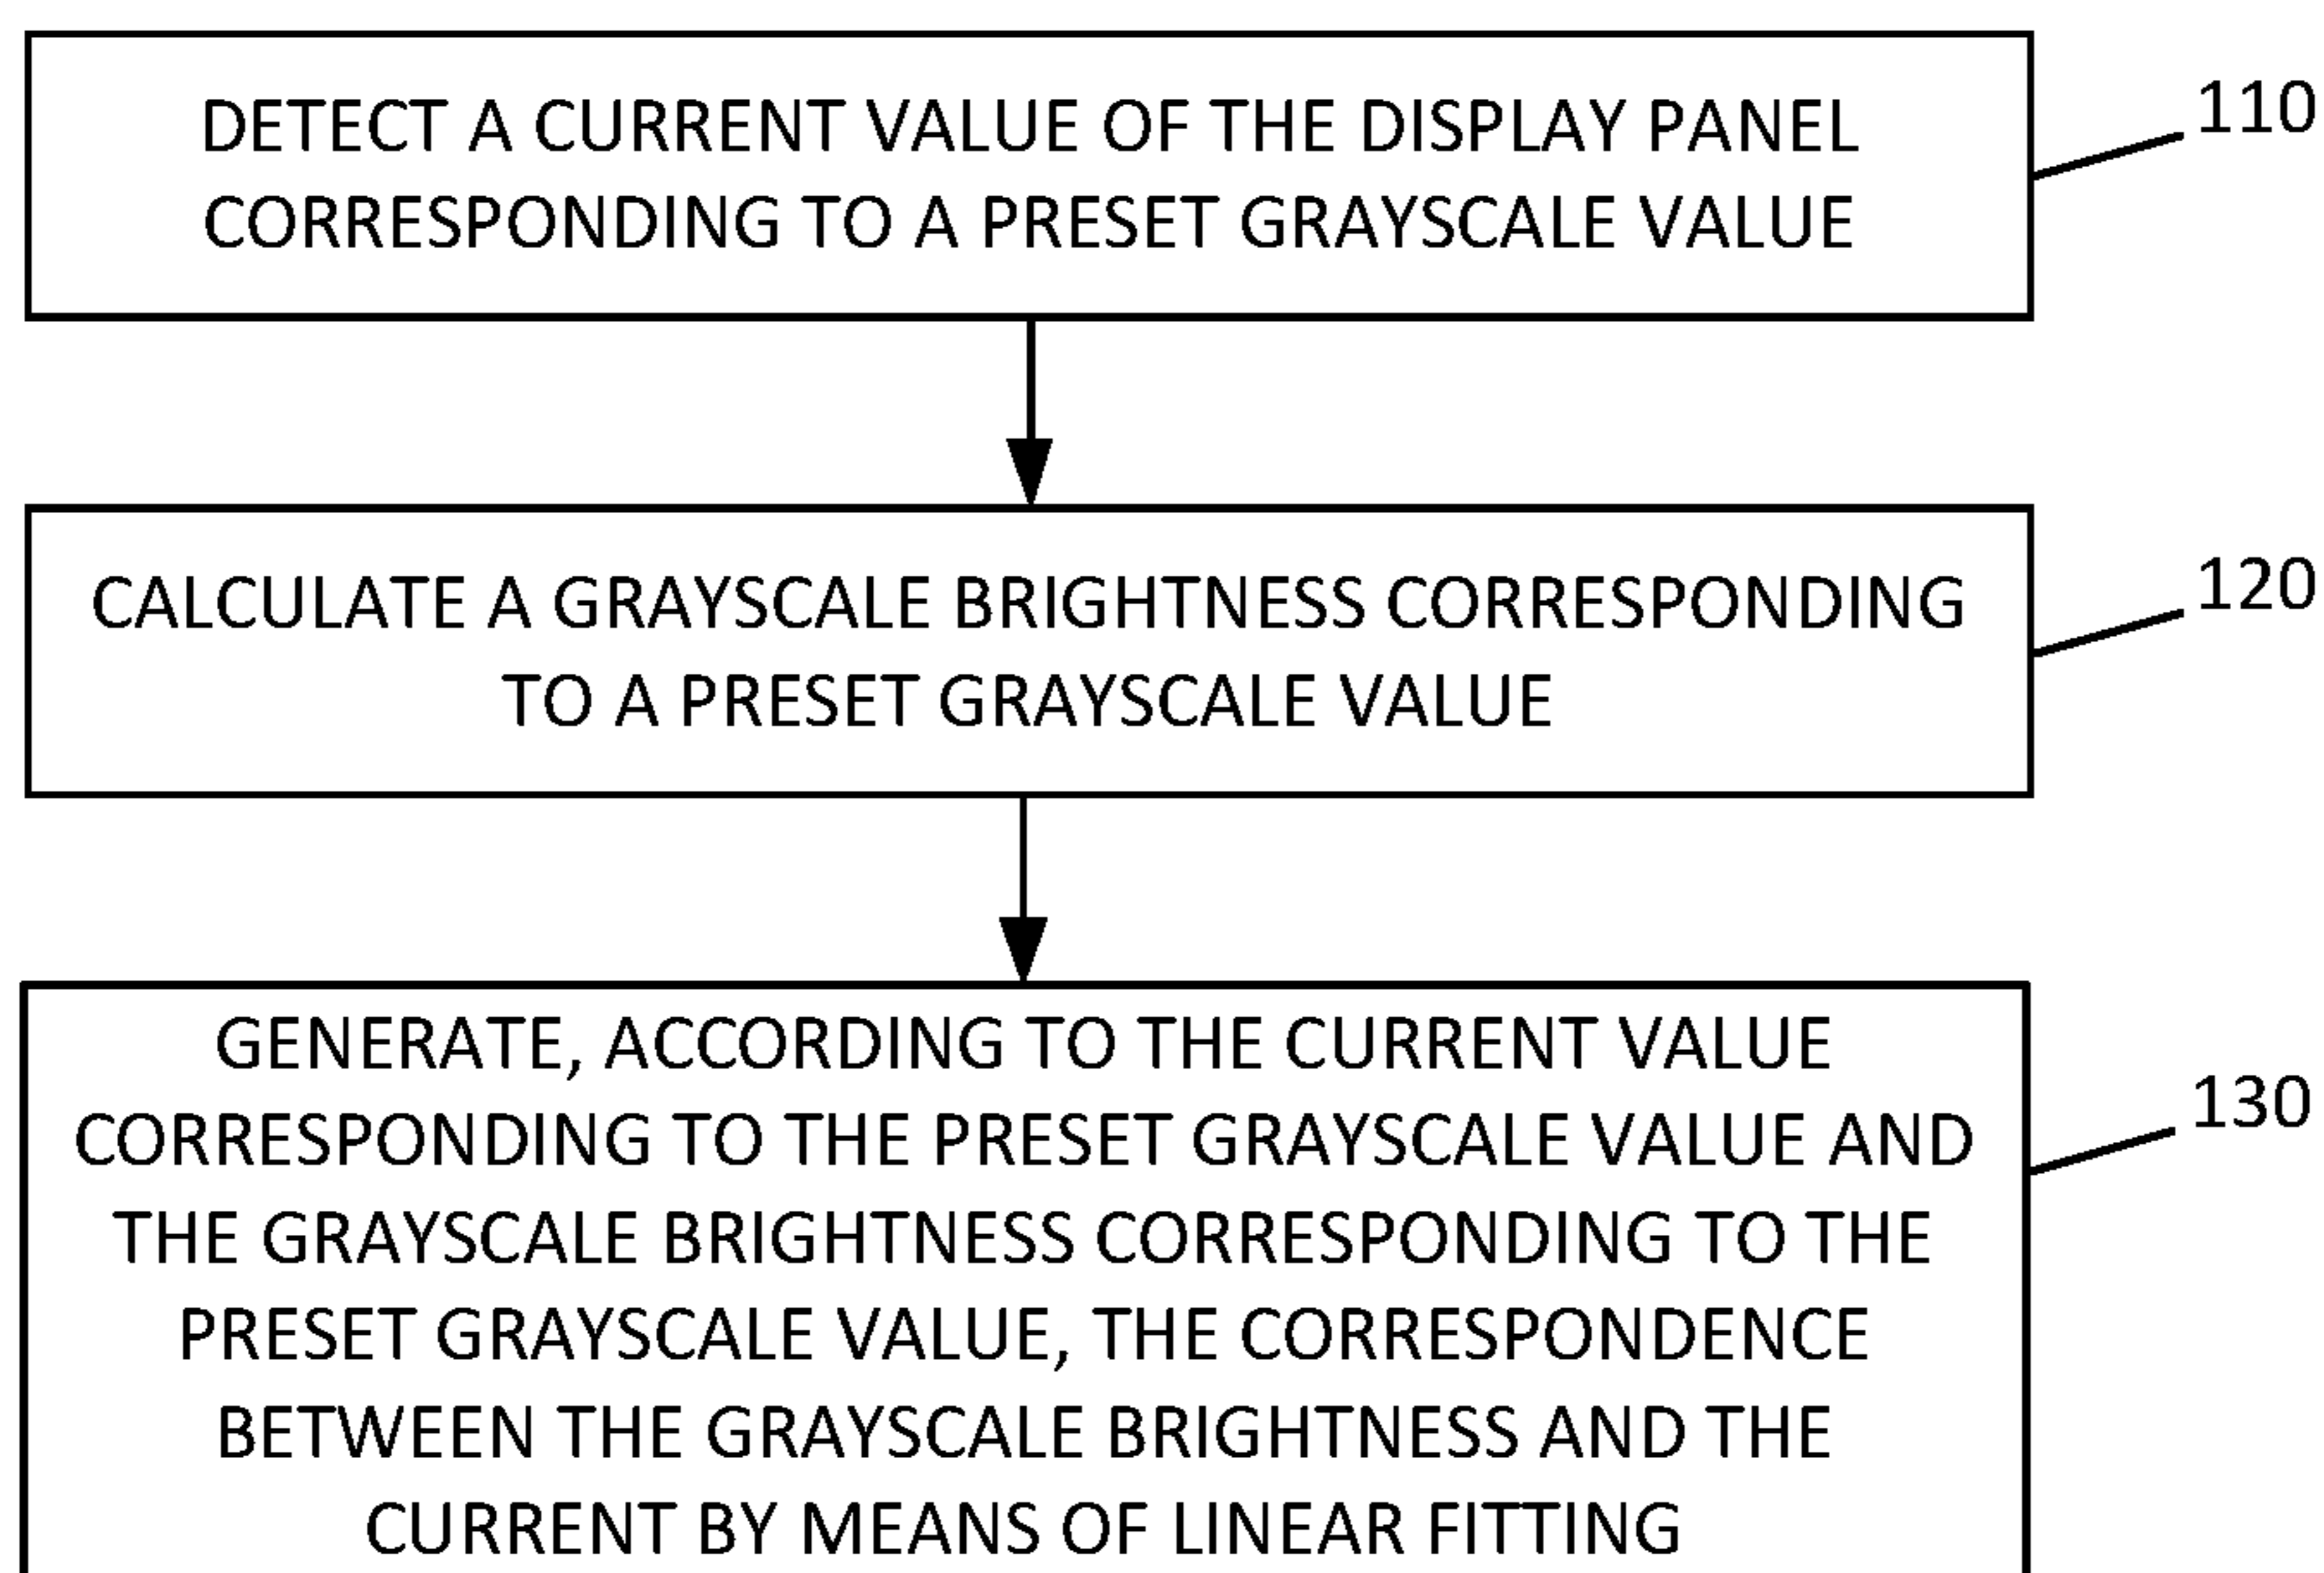 DETECT A CURRENT VALUE OF THE DISPLAY PANEL
CORRESPONDING TO A PRESET GRAYSCALE VALUE
110
CALCULATE A GRAYSCALE BRIGHTNESS CORRESPONDING
TO A PRESET GRAYSCALE VALUE
120
GENERATE, ACCORDING TO THE CURRENT VALUE
CORRESPONDING TO THE PRESET GRAYSCALE VALUE AND
THE GRAYSCALE BRIGHTNESS CORRESPONDING TO THE
PRESET GRAYSCALE VALUE, THE CORRESPONDENCE
BETWEEN THE GRAYSCALE BRIGHTNESS AND THE
CURRENT BY MEANS OF LINEAR FITTING
130